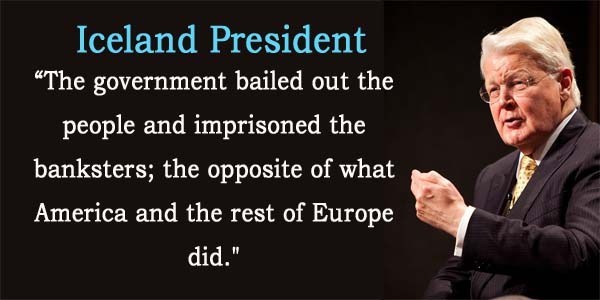 Iceland President
“The government bailed out the
people and imprisoned the
banksters; the opposite of what
America and the rest of Europe
did."